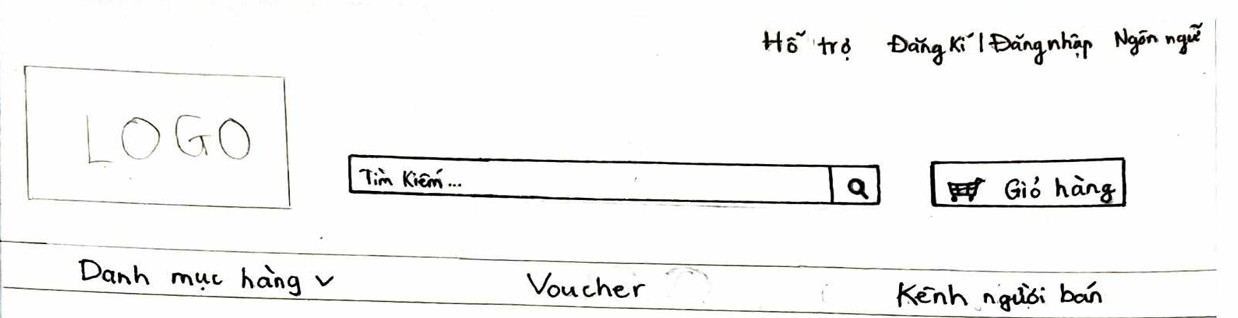 Hỗ trợ Đăng kí | Đăng nhập Ngôn ngữ
LOGO
Tìm kiếm...
Giỏ hàng
Danh mục hàng v
Voucher
Kênh người bán